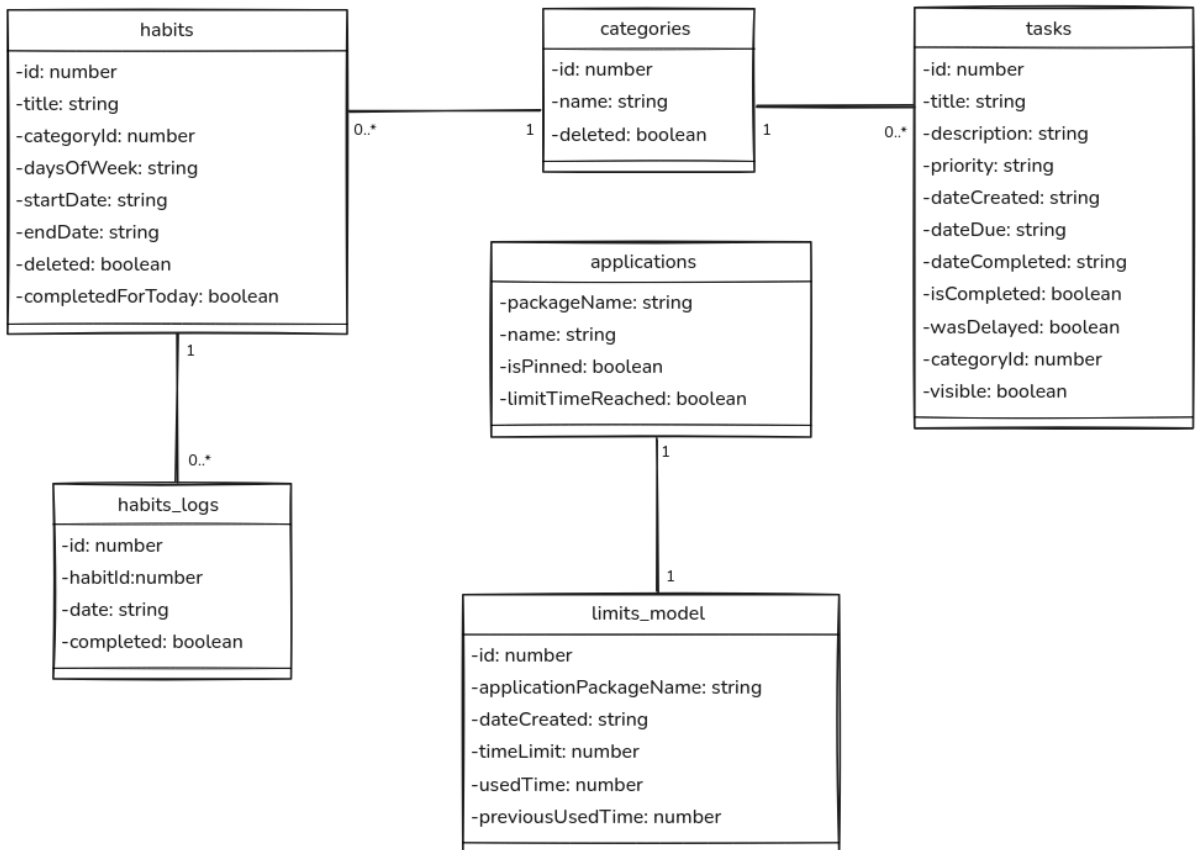 habits
-id: number
-title: string
-categoryId: number
-daysOfWeek: string
-startDate: string
-endDate: string
-deleted: boolean
-completedForToday: boolean
0..*
1
categories
-id: number
-name: string
-deleted: boolean
1
0..*
tasks
-id: number
-title: string
-description: string
-priority: string
-dateCreated: string
-dateDue: string
-dateCompleted: string
-isCompleted: boolean
-wasDelayed: boolean
-categoryId: number
-visible: boolean
applications
-packageName: string
-name: string
-isPinned: boolean
-limitTimeReached: boolean
1
0..*
habits_logs
-id: number
-habitId:number
-date: string
-completed: boolean
1
1
limits_model
-id: number
-applicationPackageName: string
-dateCreated: string
-timeLimit: number
-usedTime: number
-previousUsedTime: number